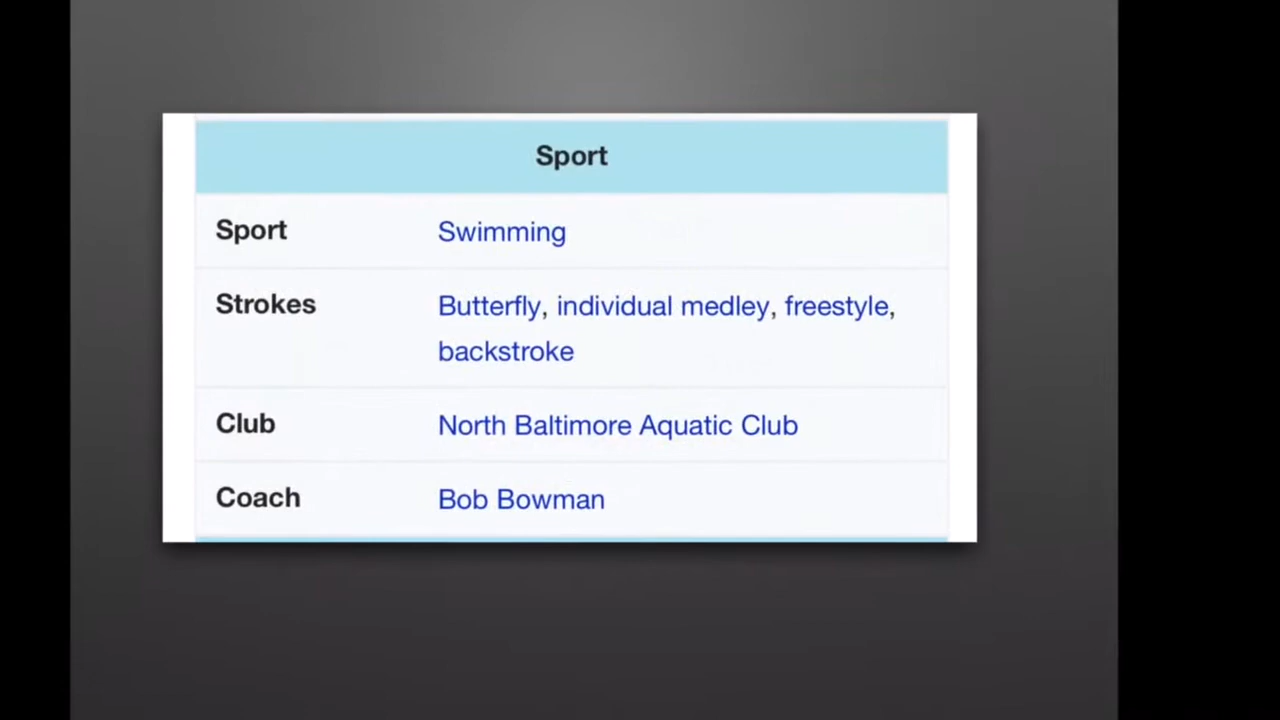 Sport
Sport Swimming
Strokes Butterfly, individual medley, freestyle,
backstroke
Club North Baltimore Aquatic Club
Coach Bob Bowman